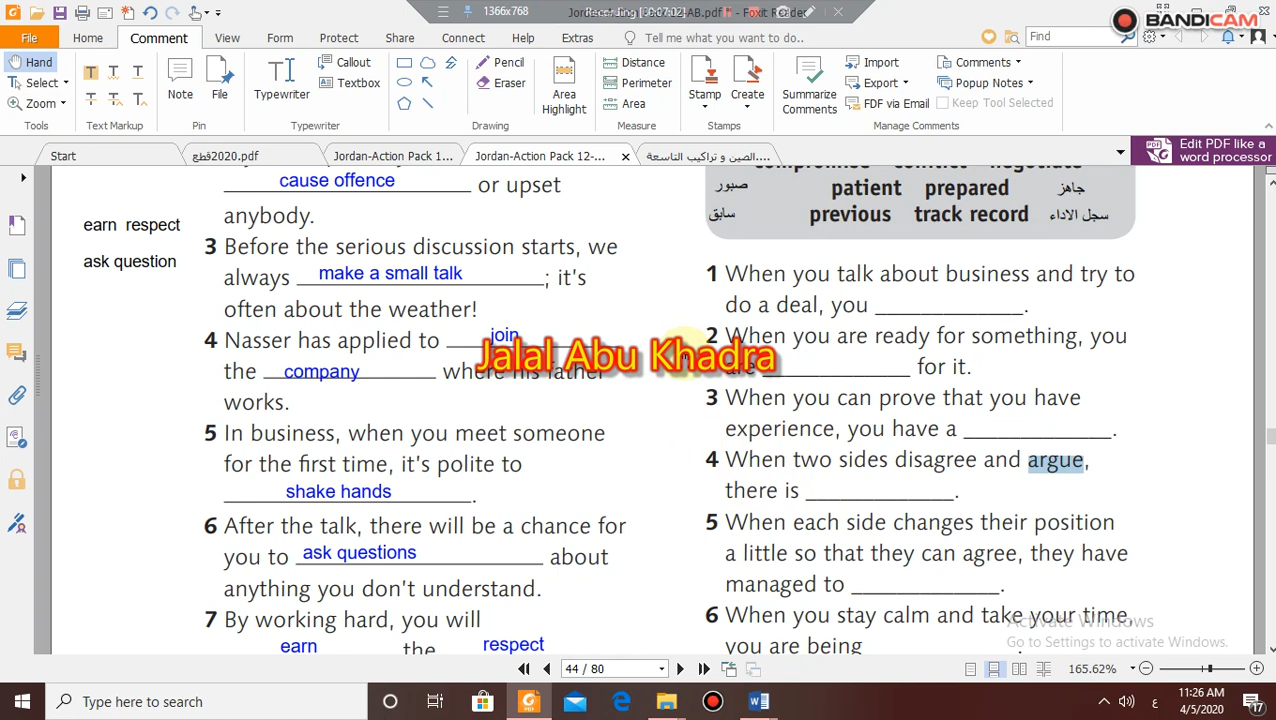 1366x768
Recording [00:07:02]
BANDICAM
File Home Comment View Form Protect Share Connect Help Extras Tell me what you want to do.. Find
Hand
Select
Zoom
Tools
Text Markup
Note
File
Pin
Typewriter
Callout
Textbox
Typewriter
Pencil
Eraser
Area
Highlight
Drawing
Distance
Perimeter
Area
Measure
Stamp
Create
Stamps
Summarize
Comments
Import
Export
FDF via Email
Comments
Popup Notes
Keep Tool Selected
Manage Comments
Start
قطع2020.pdf
Jordan-Action Pack 1...
Jordan-Action Pack 12-...
الصين و تراكيب التاسعة....
Edit PDF like a
word processor
earn respect
ask question
cause offence or upset
anybody.
3 Before the serious discussion starts, we
always make a small talk ; it's
often about the weather!
4 Nasser has applied to join
the company where his father
works.
5 In business, when you meet someone
for the first time, it's polite to
shake hands .
6 After the talk, there will be a chance for
you to ask questions about
anything you don't understand.
7 By working hard, you will
earn the respect
Jalal Abu Khadra
compromise conflict negotiate
صبور patient prepared جاهز
سابق previous track record سجل الاداء
1 When you talk about business and try to
do a deal, you ____________.
2 When you are ready for something, you
are ____________ for it.
3 When you can prove that you have
experience, you have a ____________.
4 When two sides disagree and argue,
there is ____________.
5 When each side changes their position
a little so that they can agree, they have
managed to ____________.
6 When you stay calm and take your time,
you are being
Activate Windows
Go to Settings to activate Windows.
44 / 80
165.62%
Type here to search
ع
11:26 AM
4/5/2020
17